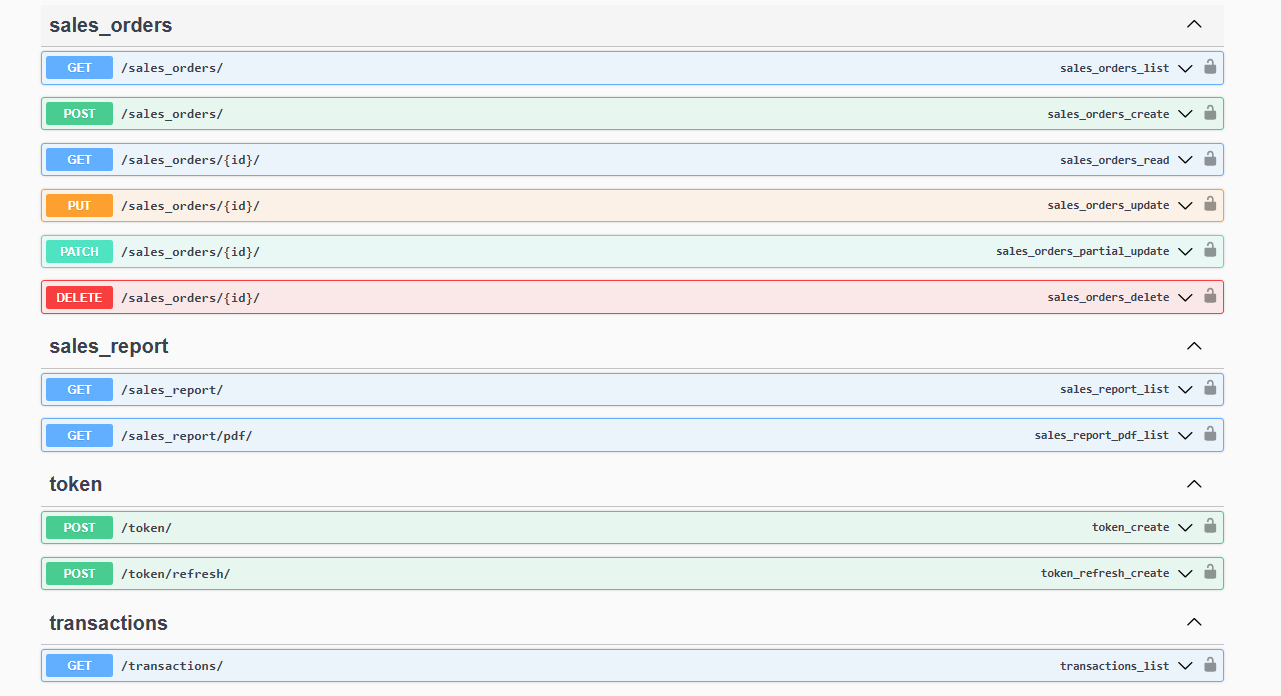 sales_orders
GET /sales_orders/ sales_orders_list
POST /sales_orders/ sales_orders_create
GET /sales_orders/{id}/ sales_orders_read
PUT /sales_orders/{id}/ sales_orders_update
PATCH /sales_orders/{id}/ sales_orders_partial_update
DELETE /sales_orders/{id}/ sales_orders_delete
sales_report
GET /sales_report/ sales_report_list
GET /sales_report/pdf/ sales_report_pdf_list
token
POST /token/ token_create
POST /token/refresh/ token_refresh_create
transactions
GET /transactions/ transactions_list